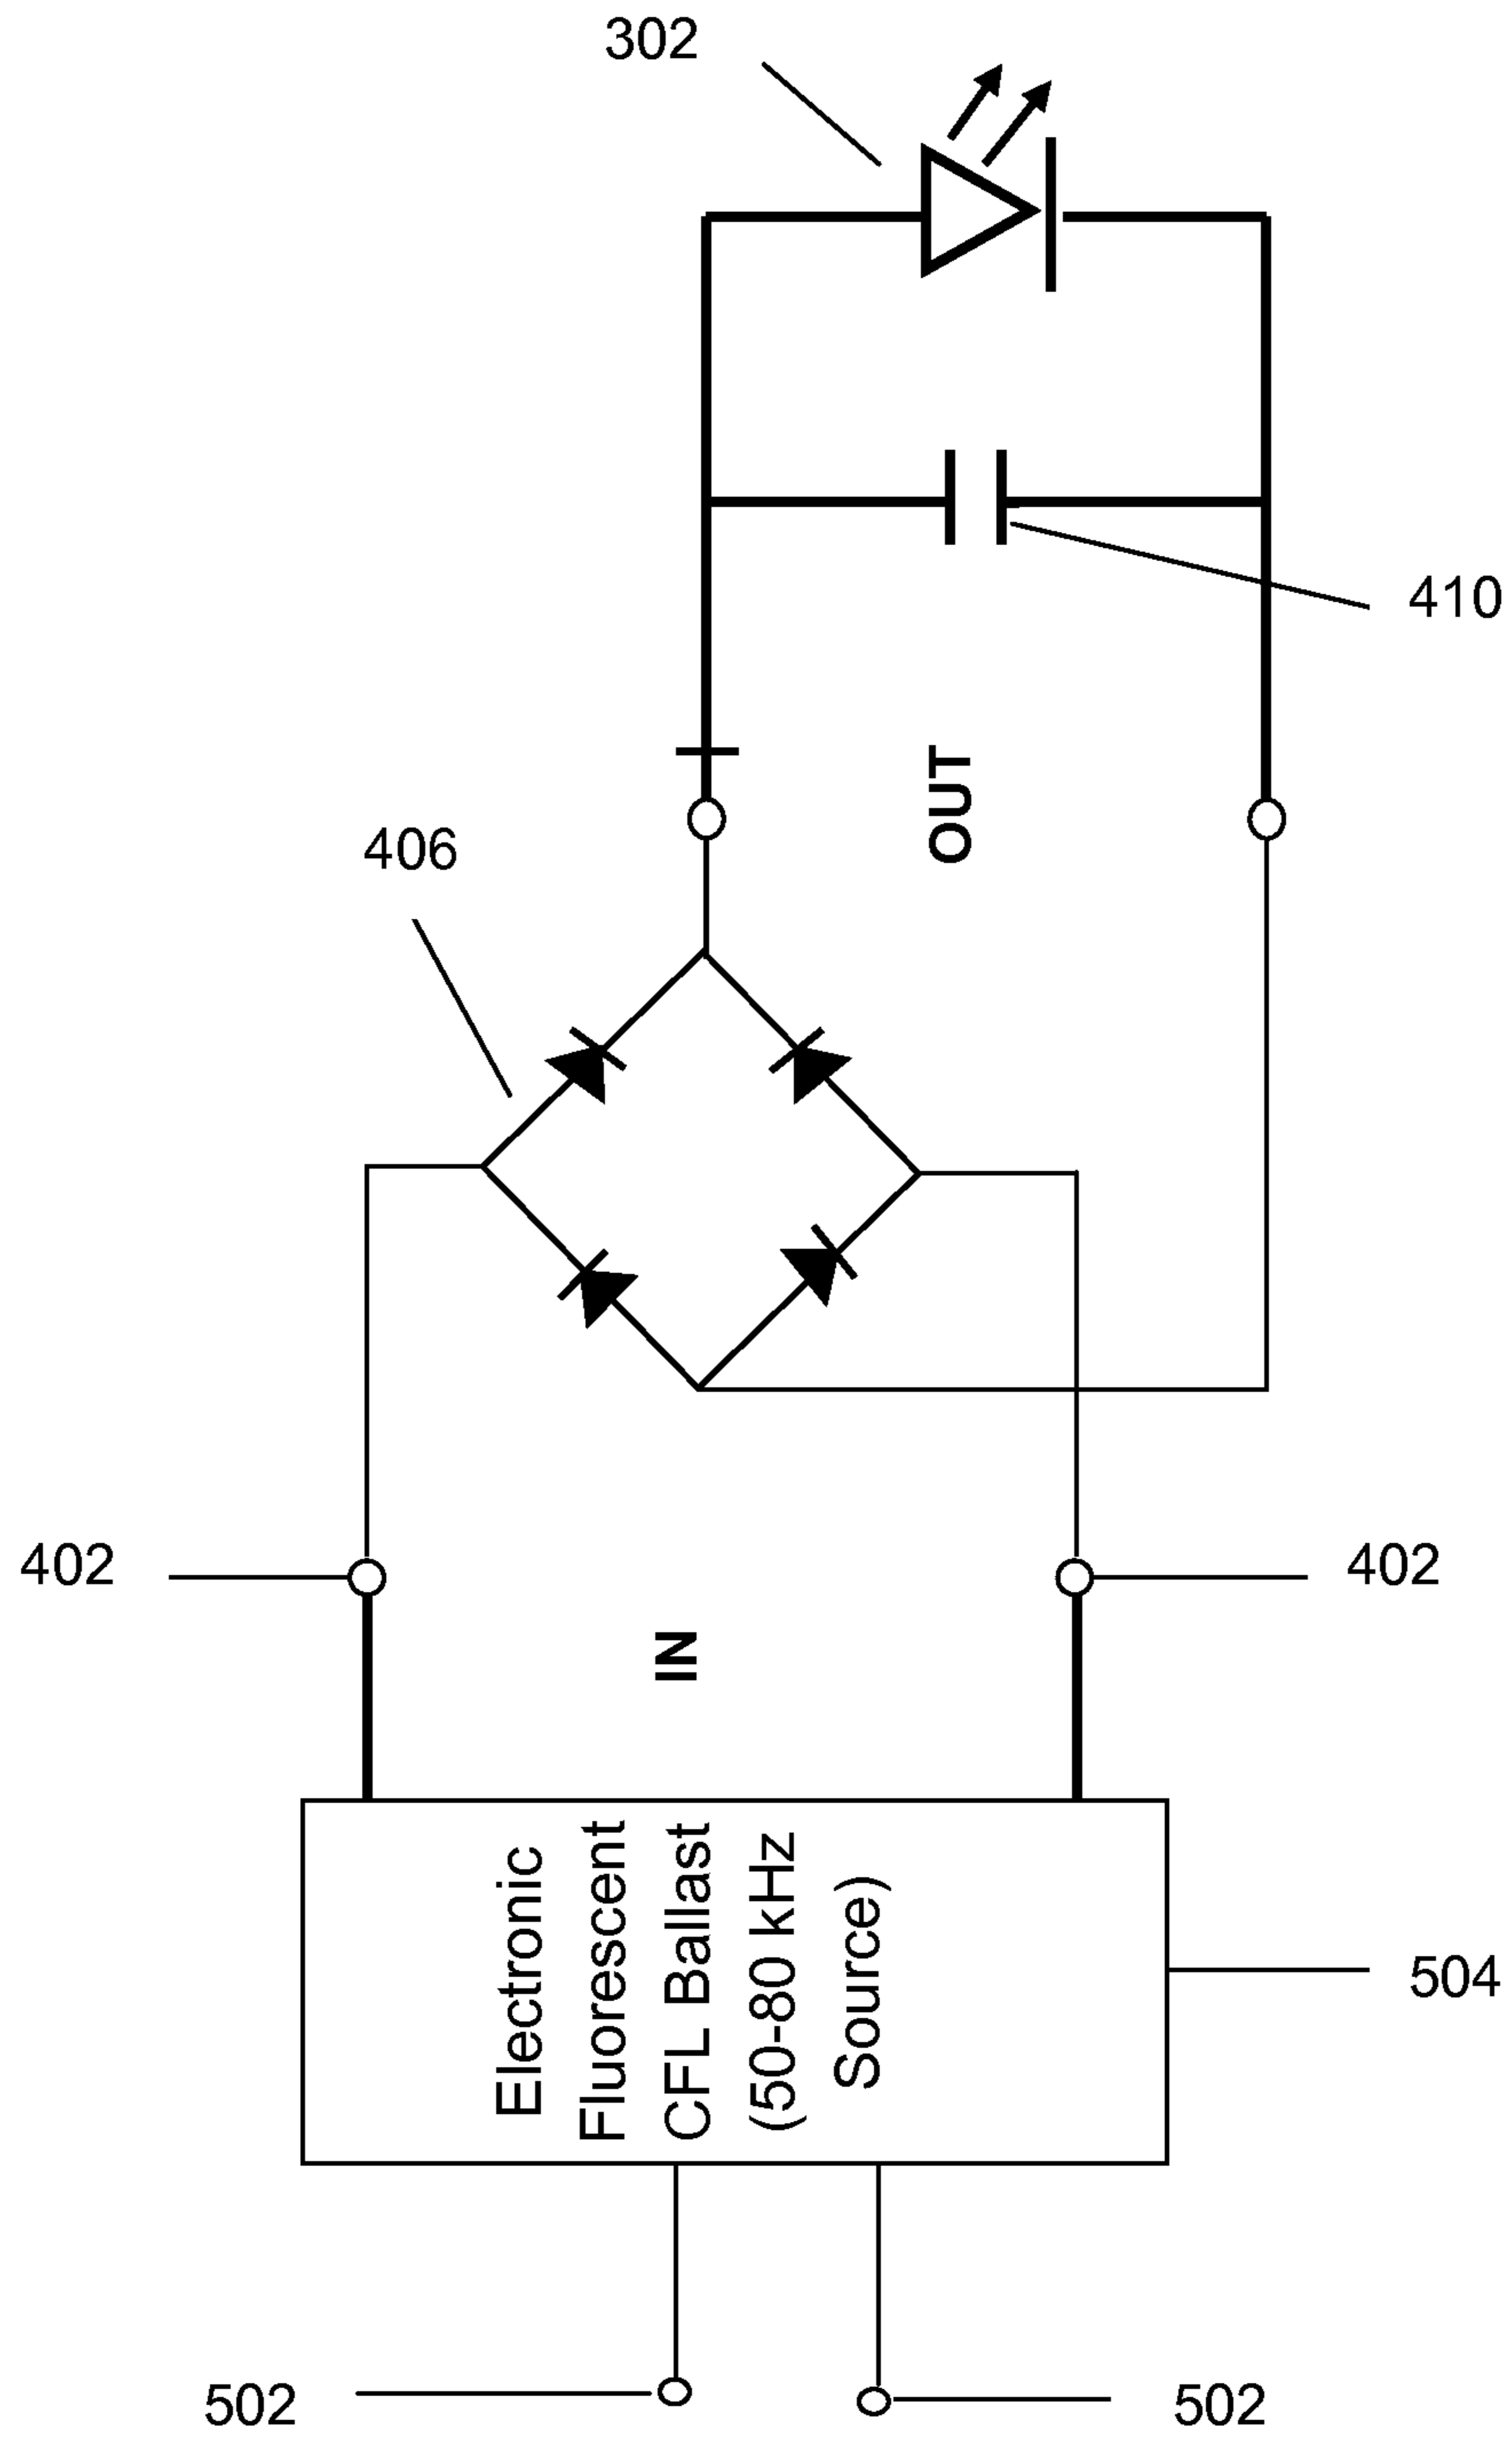 302
410
OUT
406
402
402
IN
Electronic
Fluorescent
CFL Ballast
(50-80 kHz
Source)
504
502
502